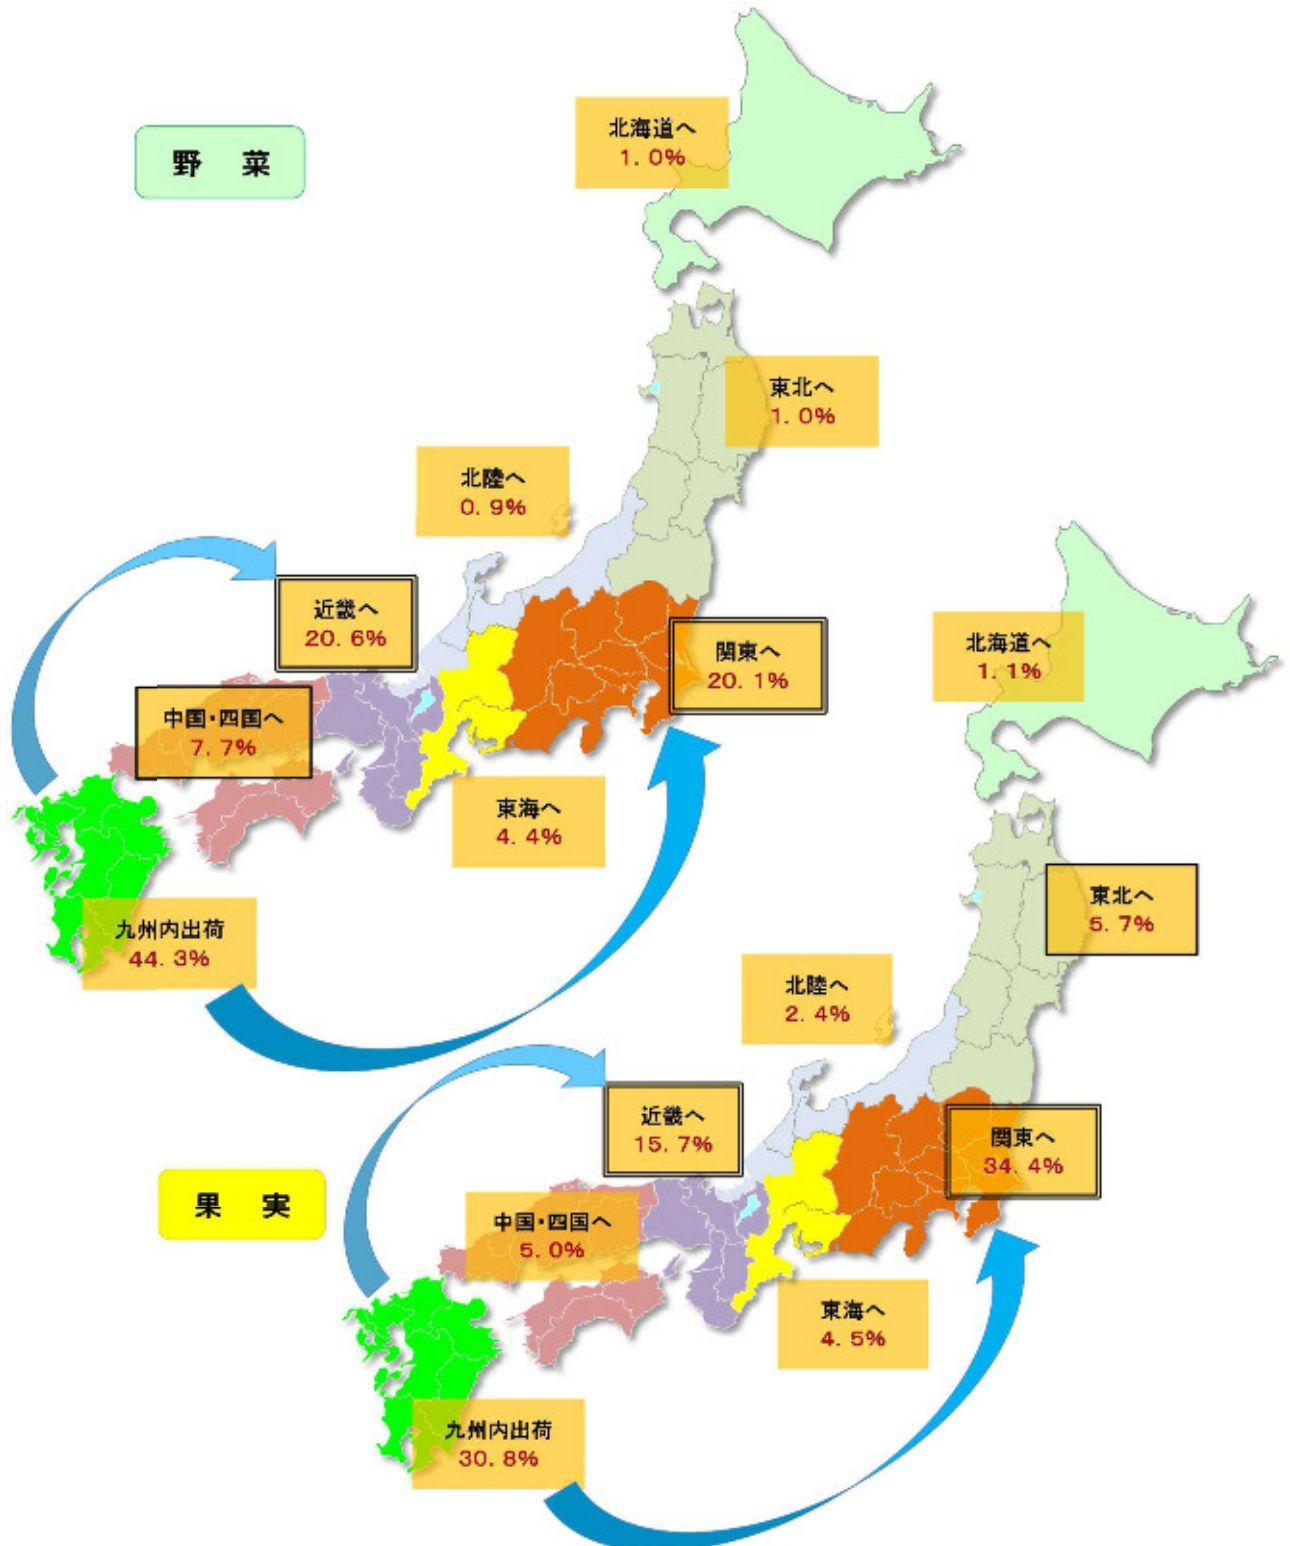 野　菜
北海道へ
1. 0%
東北へ
1. 0%
北陸へ
0. 9%
近畿へ
20. 6%
関東へ
20. 1%
中国・四国へ
7. 7%
東海へ
4. 4%
九州内出荷
44. 3%
果　実
北海道へ
1. 1%
東北へ
5. 7%
北陸へ
2. 4%
近畿へ
15. 7%
関東へ
34. 4%
中国・四国へ
5. 0%
東海へ
4. 5%
九州内出荷
30. 8%